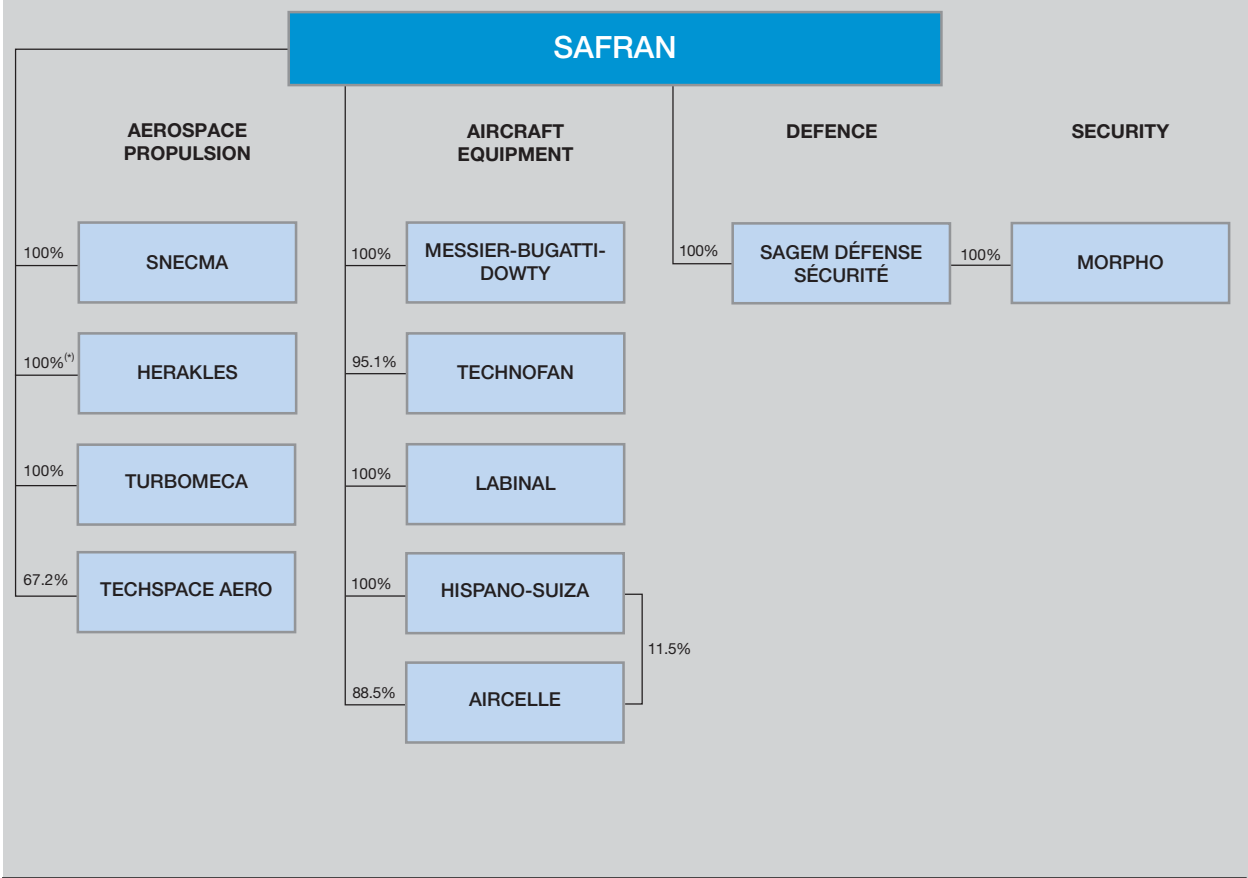 SAFRAN
AEROSPACE
PROPULSION
AIRCRAFT
EQUIPMENT
DEFENCE
SECURITY
100%
SNECMA
100%
MESSIER-BUGATTI-
DOWTY
100%
SAGEM DÉFENSE
SÉCURITÉ
100%
MORPHO
100%(*)
HERAKLES
95.1%
TECHNOFAN
100%
TURBOMECA
100%
LABINAL
67.2%
TECHSPACE AERO
100%
HISPANO-SUIZA
11.5%
88.5%
AIRCELLE